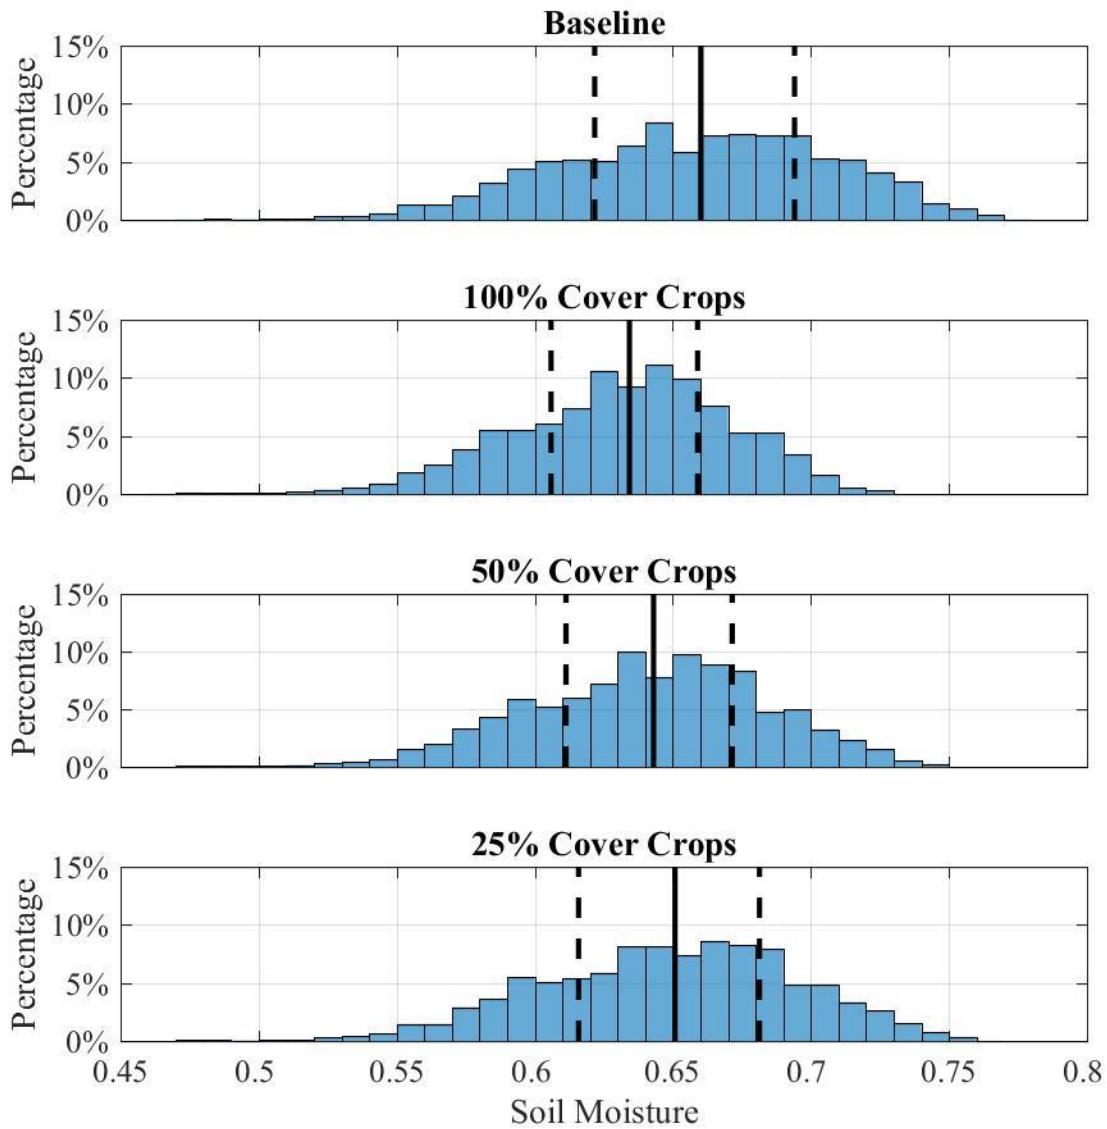 Baseline
15%
10%
5%
0%
Percentage
100% Cover Crops
15%
10%
5%
0%
Percentage
50% Cover Crops
15%
10%
5%
0%
Percentage
25% Cover Crops
15%
10%
5%
0%
Percentage
0.45 0.5 0.55 0.6 0.65 0.7 0.75 0.8
Soil Moisture